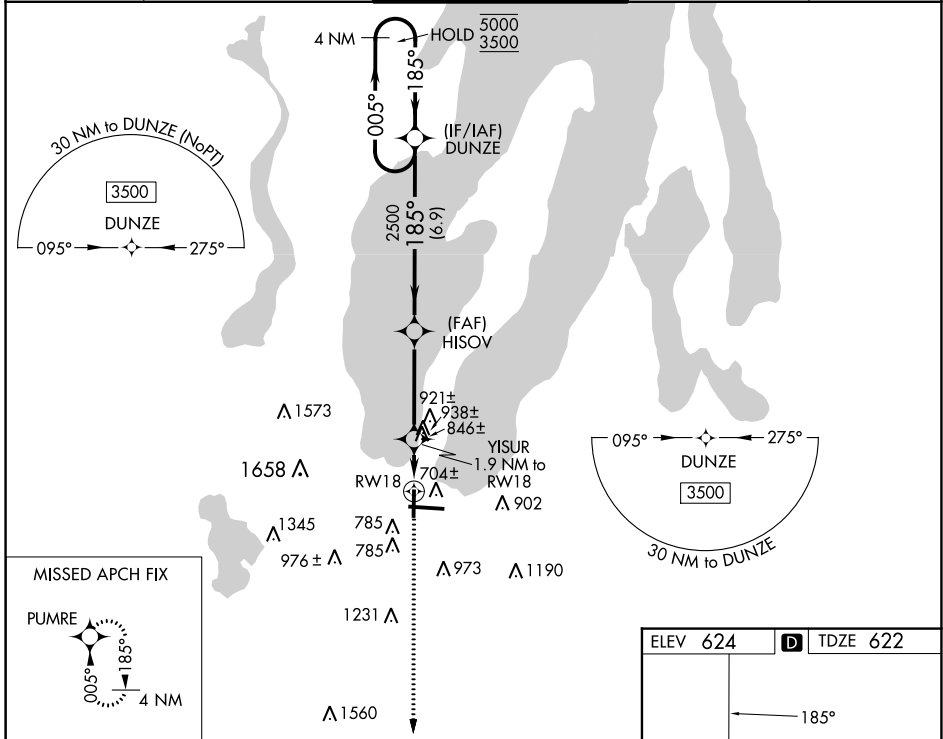 4 NM
HOLD
5000
3500
005°
185°
(IF/IAF)
DUNZE
30 NM to DUNZE (NoPT)
3500
DUNZE
095°
275°
2500
185°
(6.9)
(FAF)
HISOV
921±
938±
846±
1573
1658
YISUR
1.9 NM to
RW18
RW18
704±
902
095°
275°
DUNZE
3500
30 NM to DUNZE
1345
785
976 ±
785
973
1190
1231
1560
MISSED APCH FIX
PUMRE
005°
185°
4 NM
ELEV 624 D TDZE 622
185°